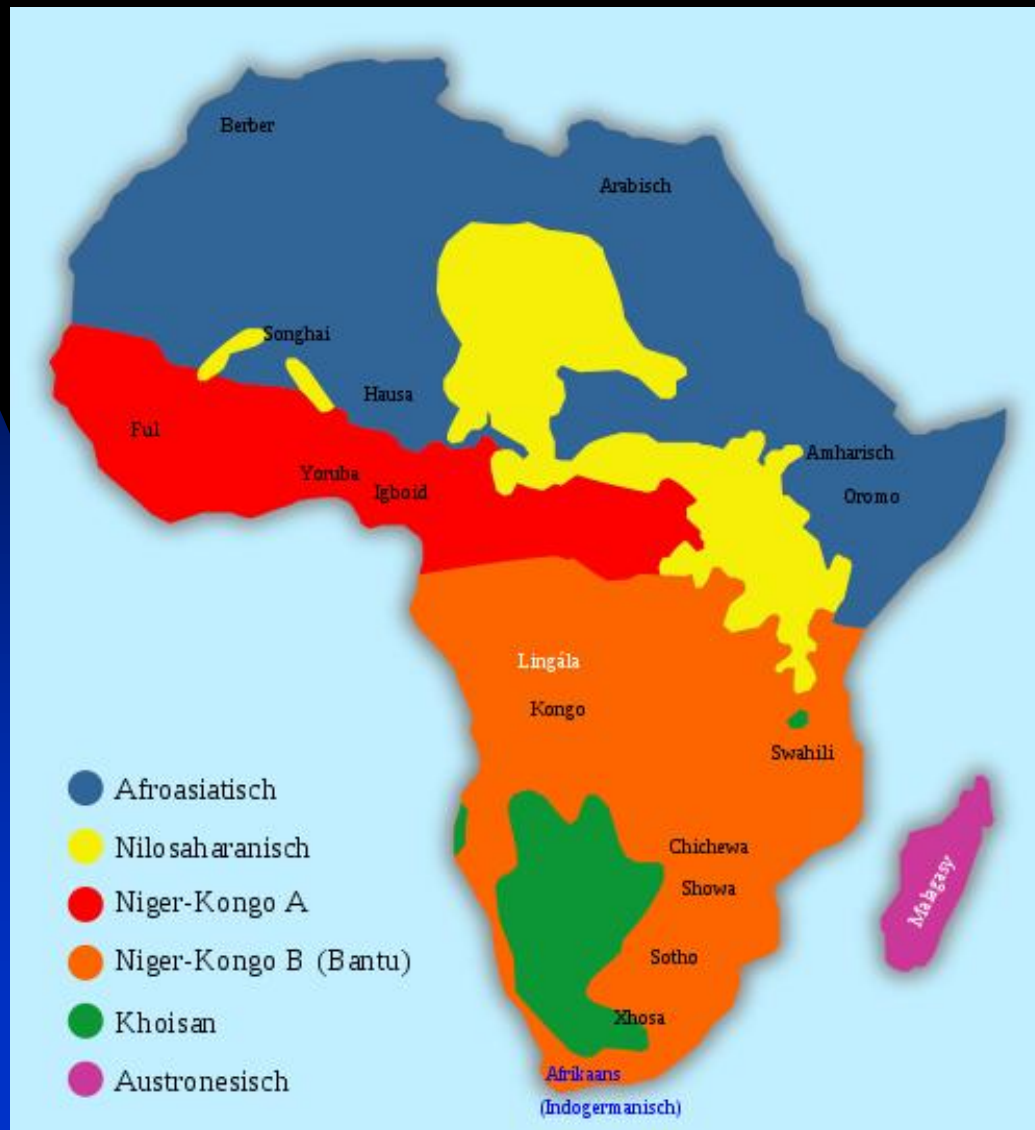 Berber
Arabisch
Songhai
Hausa
Ful
Yoruba
Igboid
Amharisch
Oromo
Lingála
Kongo
Swahili
Chichewa
Showa
Sotho
Xhosa
Malagasy
Afrikaans
(Indogermanisch)
Afroasiatisch
Nilosaharanisch
Niger-Kongo A
Niger-Kongo B (Bantu)
Khoisan
Austronesisch